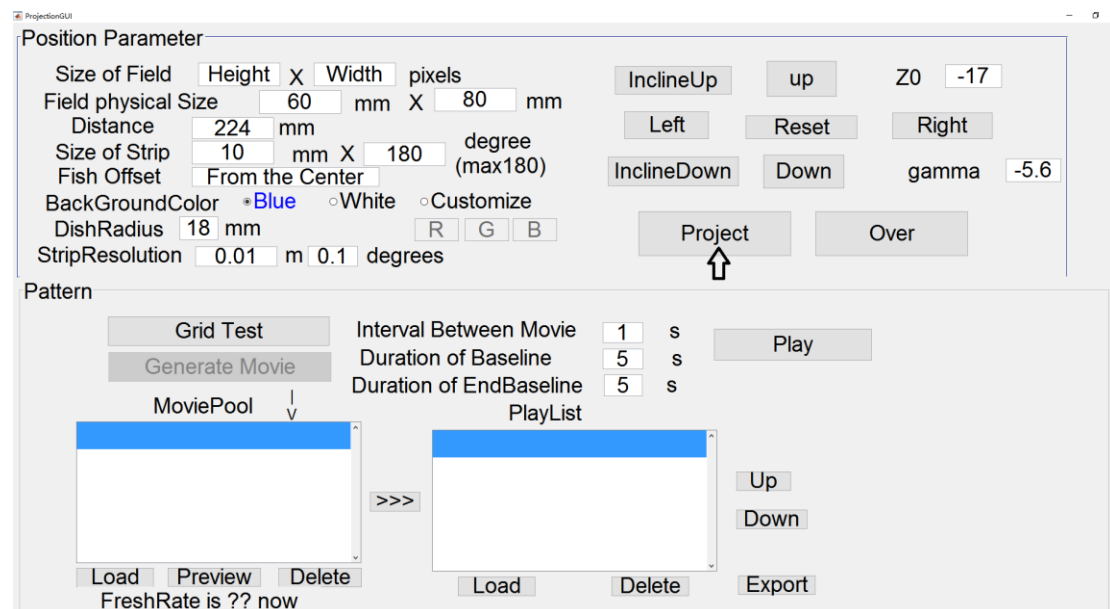 ProjectionGUI
Position Parameter
Size of Field Height X Width pixels
Field physical Size 60 mm X 80 mm
Distance 224 mm
Size of Strip 10 mm X 180 degree (max180)
Fish Offset From the Center
BackGroundColor Blue White Customize
DishRadius 18 mm R G B
StripResolution 0.01 m 0.1 degrees
InclineUp up Z0 -17
Left Reset Right
InclineDown Down gamma -5.6
Project Over
Pattern
Grid Test
Generate Movie
Interval Between Movie 1 s
Duration of Baseline 5 s
Duration of EndBaseline 5 s
Play
MoviePool | V
PlayList
>>>
Up
Down
Load Preview Delete
Load Delete Export
FreshRate is ?? now